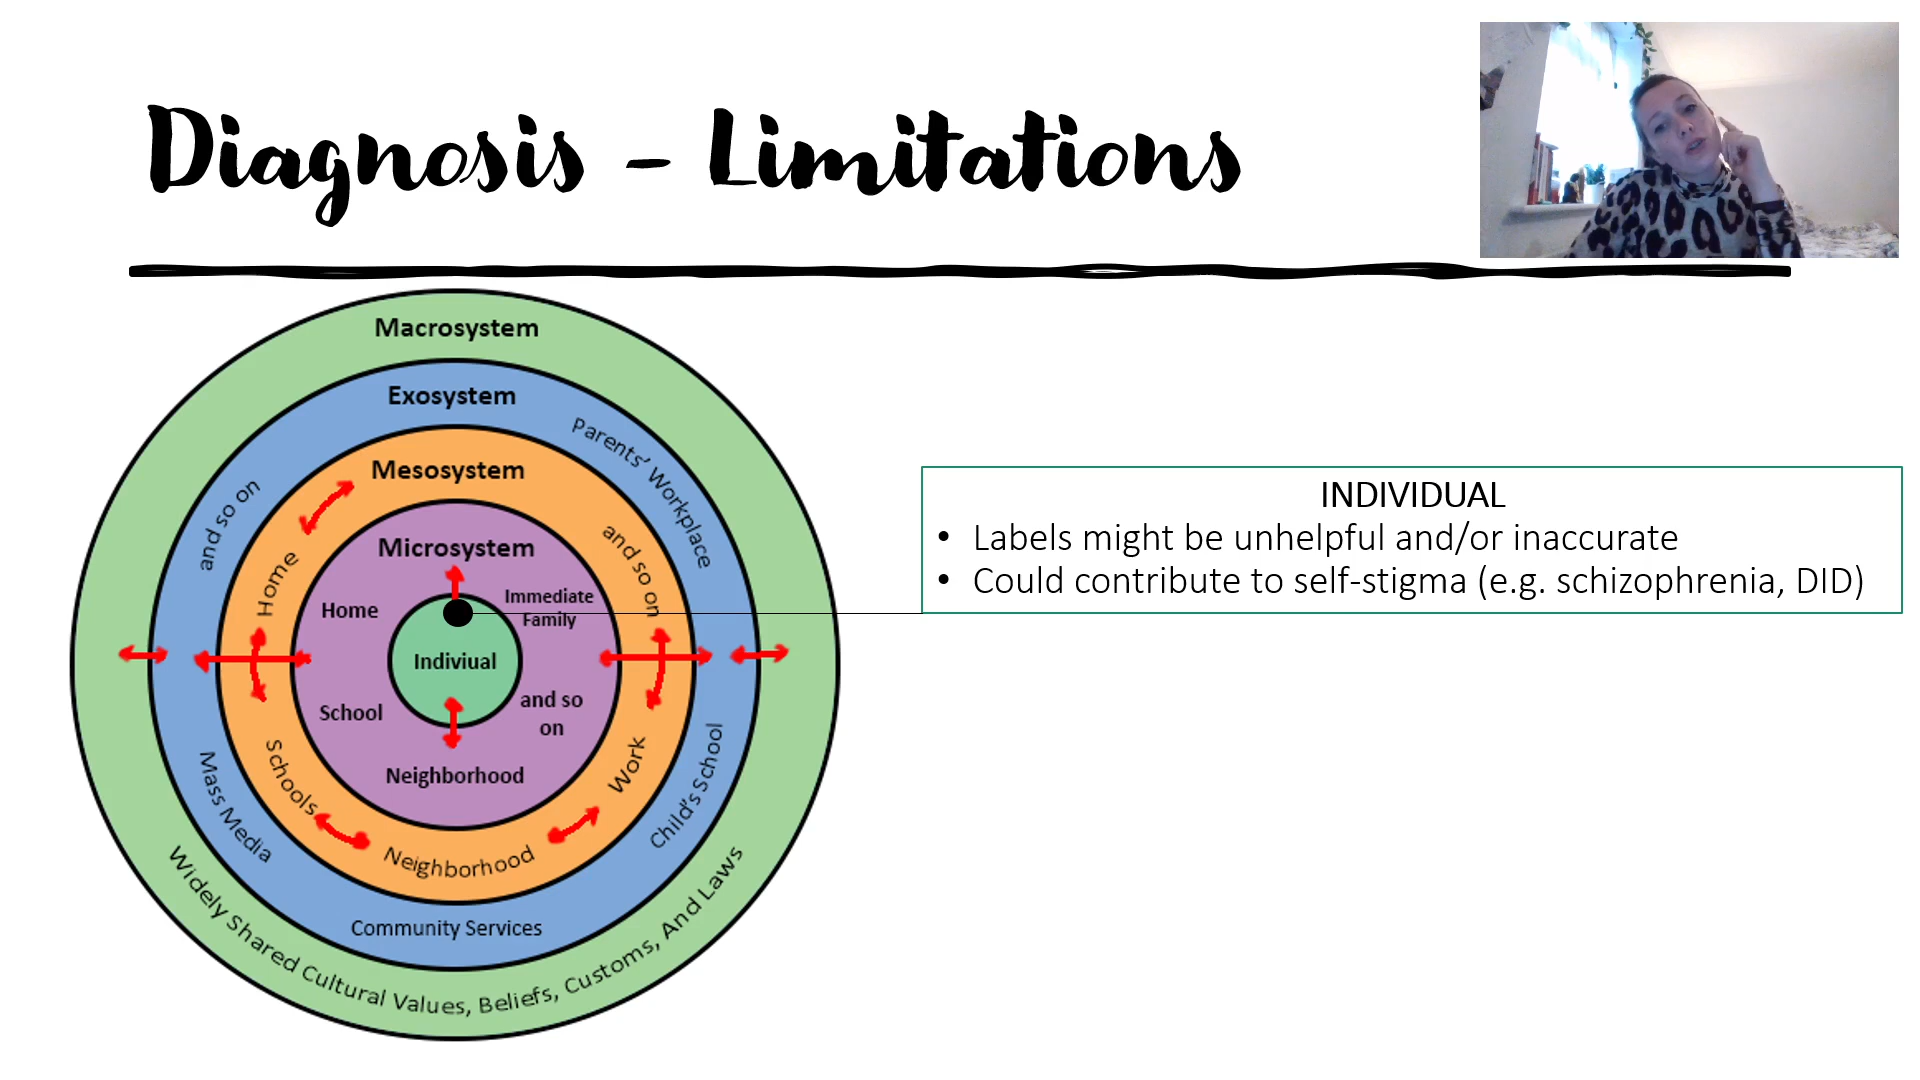 Diagnosis - Limitations
Macrosystem
Exosystem
Parents' Workplace
and so on
Mesosystem
and so on
Home
Microsystem
Home
Immediate
Family
Indiviual
School
and so
on
Neighborhood
Schools
Work
Neighborhood
Mass Media
Child's School
Community Services
Widely Shared Cultural Values, Beliefs, Customs, And Laws
INDIVIDUAL
• Labels might be unhelpful and/or inaccurate
• Could contribute to self-stigma (e.g. schizophrenia, DID)